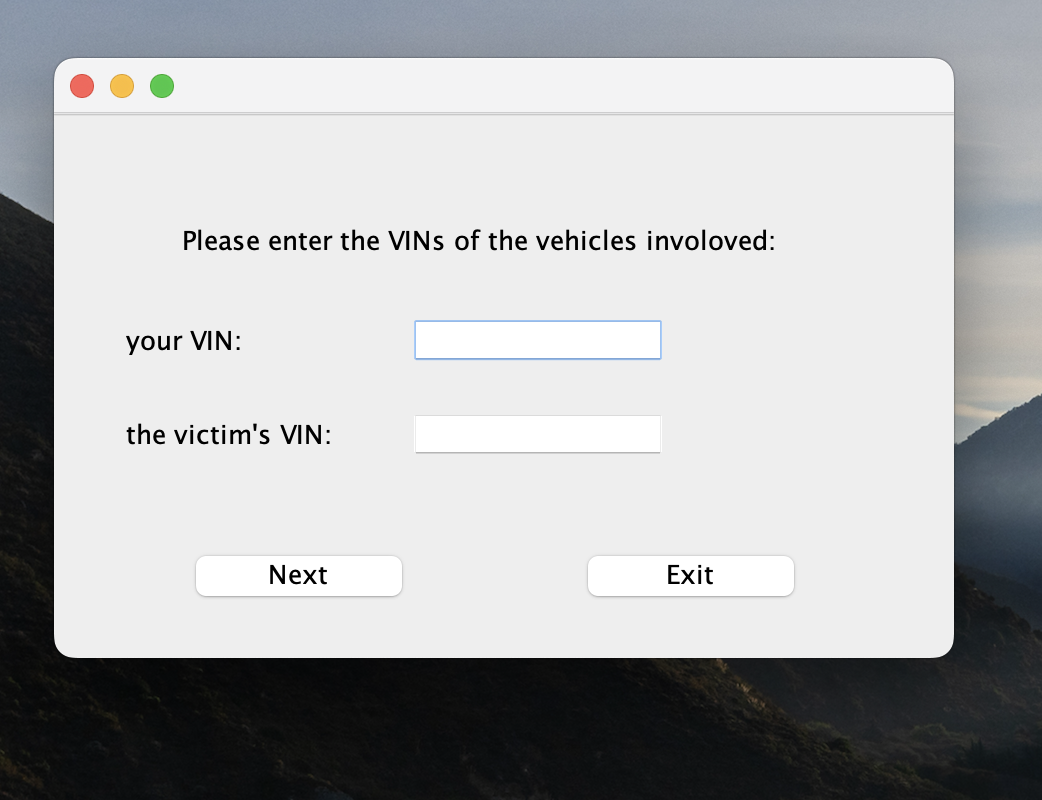 Please enter the VINs of the vehicles involoved:
your VIN:
the victim's VIN:
Next
Exit